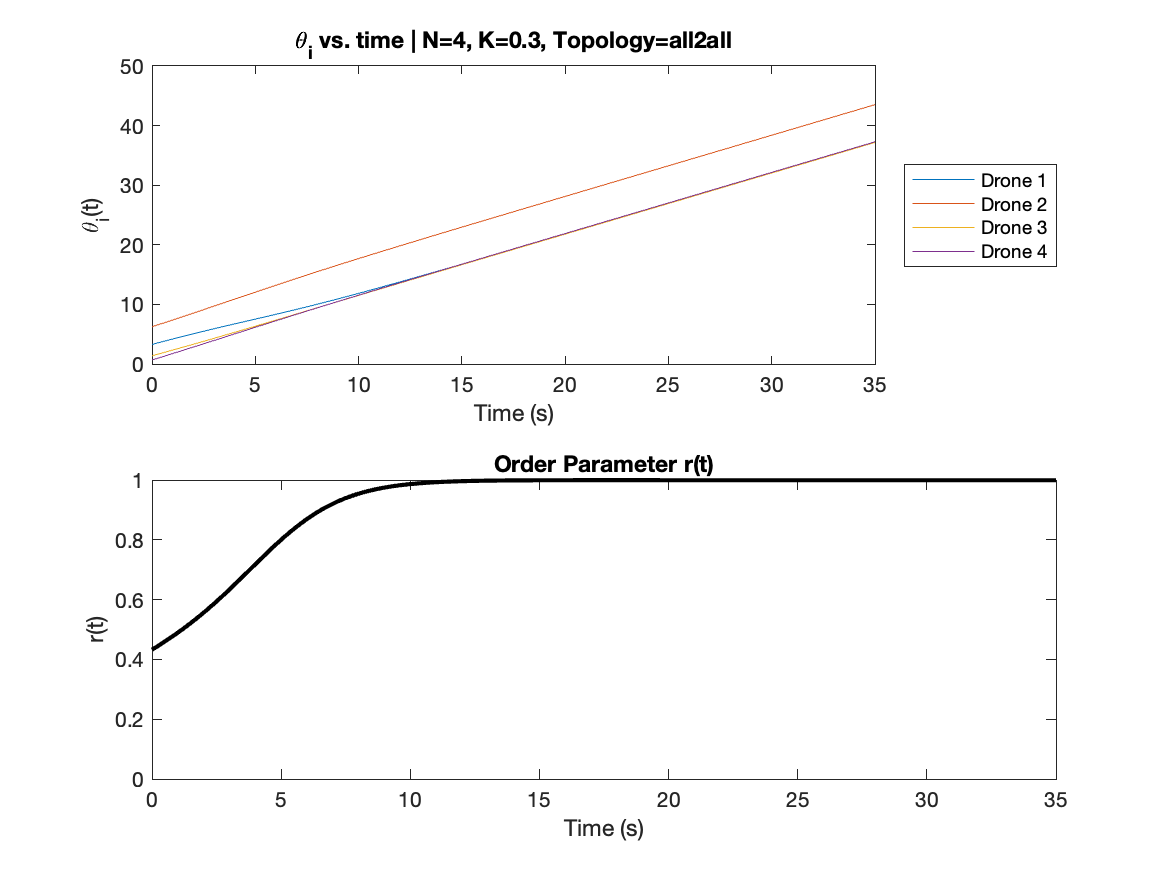 θi vs. time | N=4, K=0.3, Topology=all2all
50
40
30
20
10
0
θi(t)
0 5 10 15 20 25 30 35
Time (s)
Drone 1
Drone 2
Drone 3
Drone 4
Order Parameter r(t)
1
0.8
0.6
0.4
0.2
0
r(t)
0 5 10 15 20 25 30 35
Time (s)